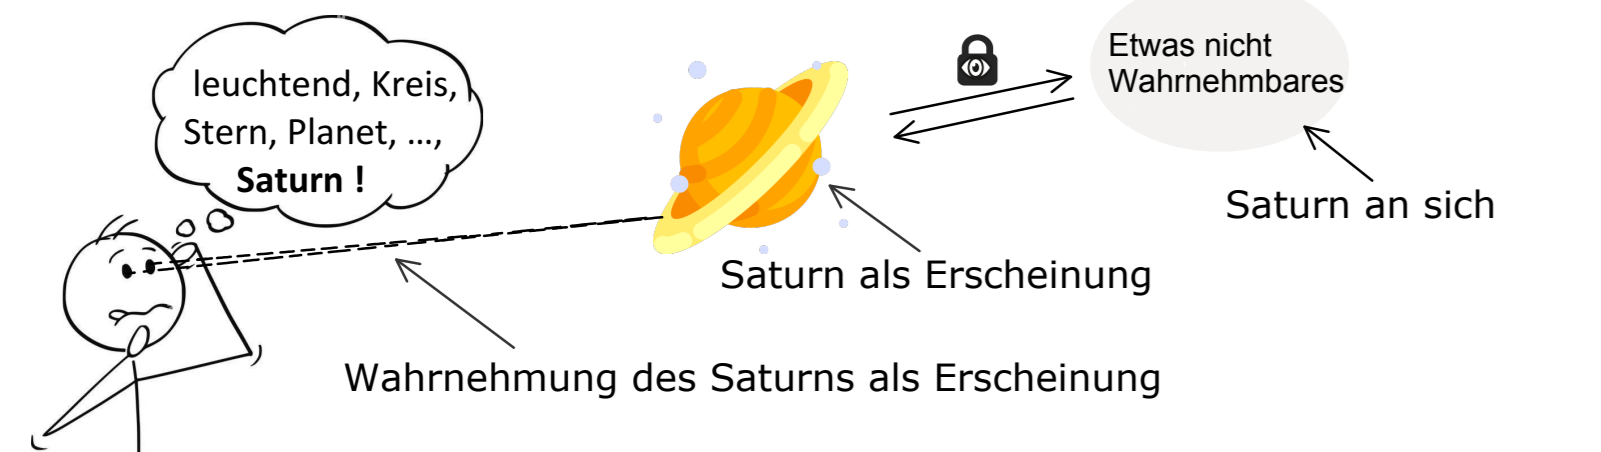 leuchtend, Kreis,
Stern, Planet, ...,
Saturn !
Etwas nicht
Wahrnehmbares
Saturn an sich
Saturn als Erscheinung
Wahrnehmung des Saturns als Erscheinung